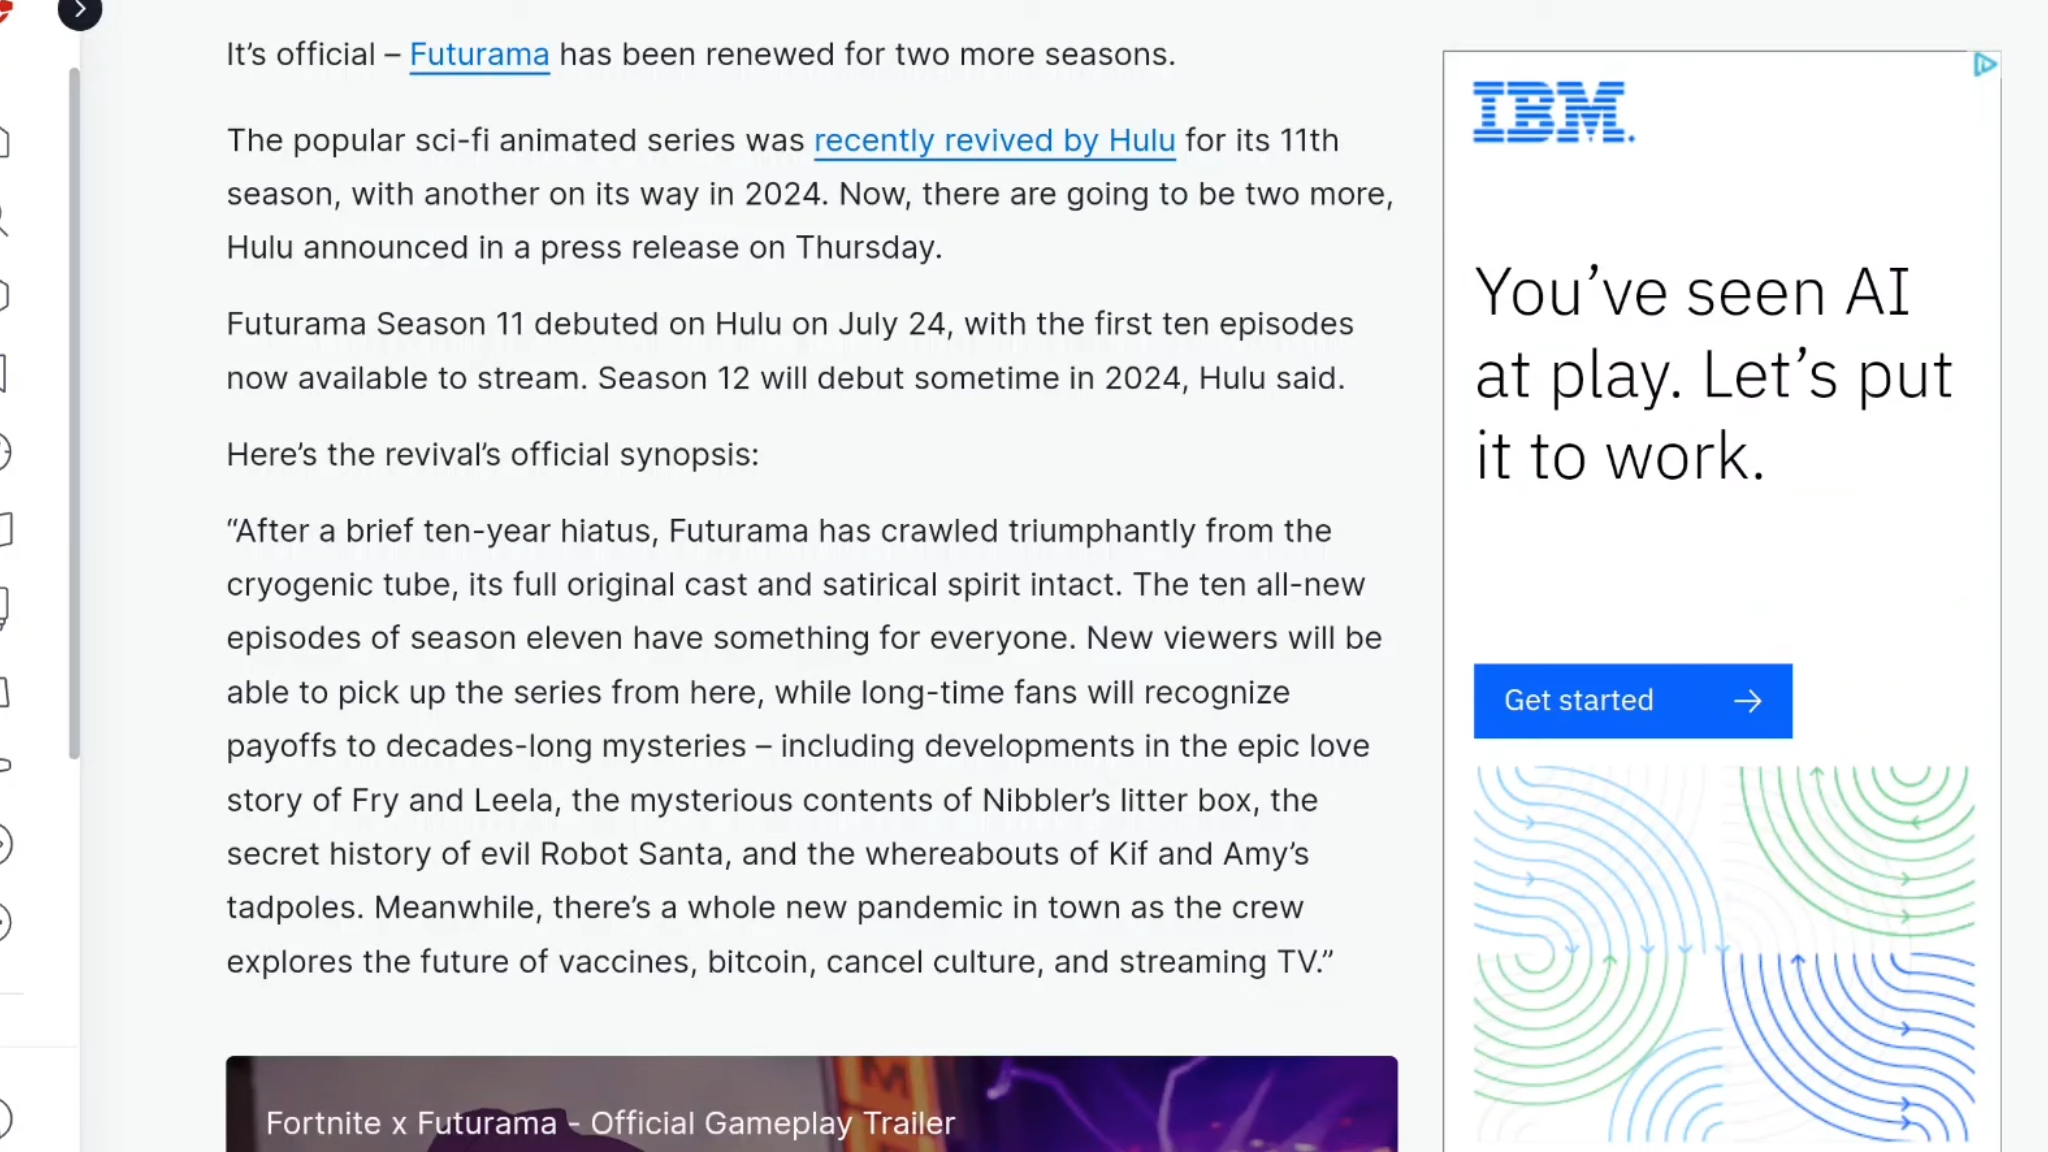 It’s official – Futurama has been renewed for two more seasons.
The popular sci-fi animated series was recently revived by Hulu for its 11th
season, with another on its way in 2024. Now, there are going to be two more,
Hulu announced in a press release on Thursday.
Futurama Season 11 debuted on Hulu on July 24, with the first ten episodes
now available to stream. Season 12 will debut sometime in 2024, Hulu said.
Here’s the revival’s official synopsis:
“After a brief ten-year hiatus, Futurama has crawled triumphantly from the
cryogenic tube, its full original cast and satirical spirit intact. The ten all-new
episodes of season eleven have something for everyone. New viewers will be
able to pick up the series from here, while long-time fans will recognize
payoffs to decades-long mysteries – including developments in the epic love
story of Fry and Leela, the mysterious contents of Nibbler’s litter box, the
secret history of evil Robot Santa, and the whereabouts of Kif and Amy’s
tadpoles. Meanwhile, there’s a whole new pandemic in town as the crew
explores the future of vaccines, bitcoin, cancel culture, and streaming TV.”
Fortnite x Futurama - Official Gameplay Trailer
IBM.
You’ve seen AI
at play. Let’s put
it to work.
Get started